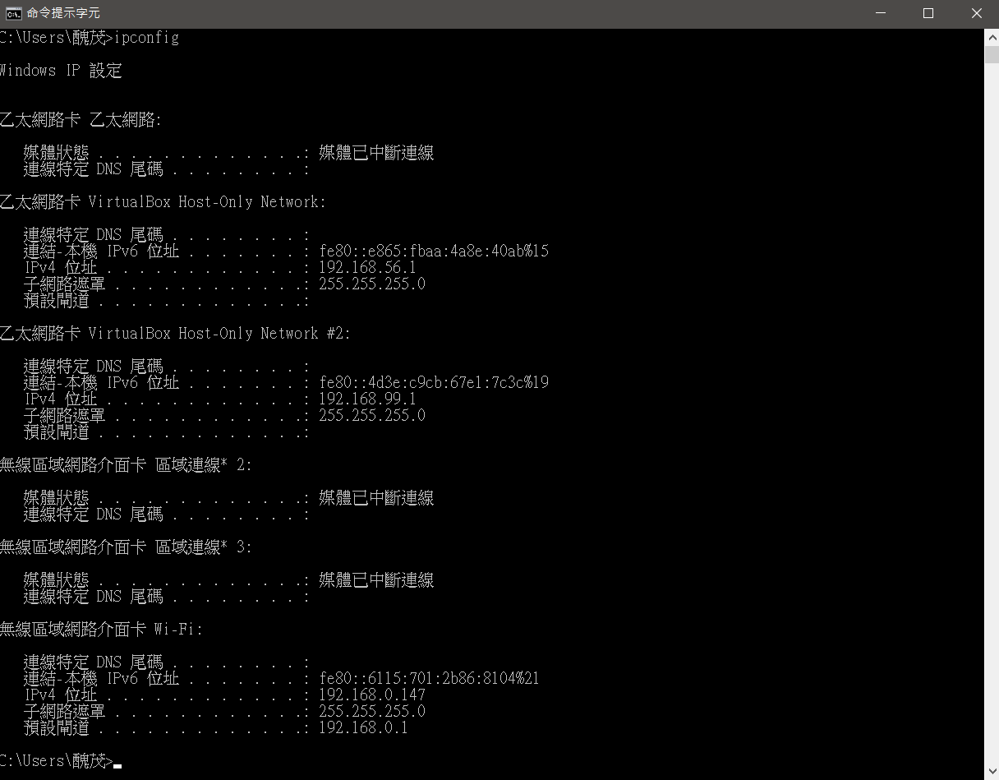 命令提示字元
C:\Users\醜茂>ipconfig
Windows IP 設定
乙太網路卡 乙太網路:
媒體狀態 . . . . . . . . . . . . .: 媒體已中斷連線
連線特定 DNS 尾碼 . . . . . . . . :
乙太網路卡 VirtualBox Host-Only Network:
連線特定 DNS 尾碼 . . . . . . . . :
連結-本機 IPv6 位址 . . . . . . . : fe80::e865:fbaa:4a8e:40ab%15
IPv4 位址 . . . . . . . . . . . . : 192.168.56.1
子網路遮罩 . . . . . . . . . . . .: 255.255.255.0
預設閘道 . . . . . . . . . . . . .:
乙太網路卡 VirtualBox Host-Only Network #2:
連線特定 DNS 尾碼 . . . . . . . . :
連結-本機 IPv6 位址 . . . . . . . : fe80::4d3e:c9cb:67e1:7c3c%19
IPv4 位址 . . . . . . . . . . . . : 192.168.99.1
子網路遮罩 . . . . . . . . . . . .: 255.255.255.0
預設閘道 . . . . . . . . . . . . .:
無線區域網路介面卡 區域連線* 2:
媒體狀態 . . . . . . . . . . . . .: 媒體已中斷連線
連線特定 DNS 尾碼 . . . . . . . . :
無線區域網路介面卡 區域連線* 3:
媒體狀態 . . . . . . . . . . . . .: 媒體已中斷連線
連線特定 DNS 尾碼 . . . . . . . . :
無線區域網路介面卡 Wi-Fi:
連線特定 DNS 尾碼 . . . . . . . . :
連結-本機 IPv6 位址 . . . . . . . : fe80::6115:701:2b86:8104%21
IPv4 位址 . . . . . . . . . . . . : 192.168.0.147
子網路遮罩 . . . . . . . . . . . .: 255.255.255.0
預設閘道 . . . . . . . . . . . . .: 192.168.0.1
C:\Users\醜茂>